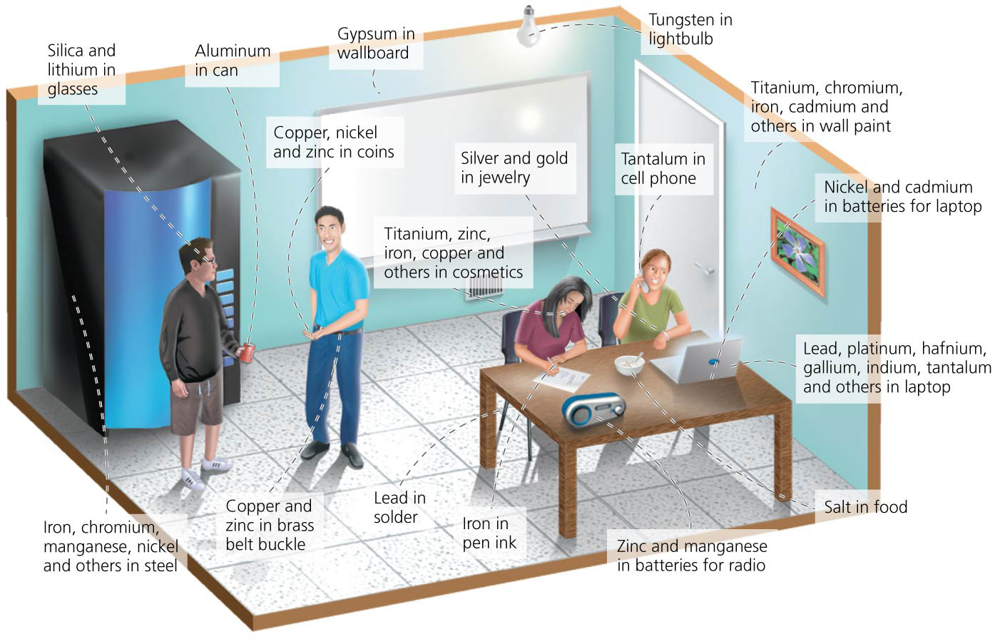 Tungsten in
lightbulb
Gypsum in
wallboard
Silica and
lithium in
glasses
Aluminum
in can
Titanium, chromium,
iron, cadmium and
others in wall paint
Copper, nickel
and zinc in coins
Silver and gold
in jewelry
Tantalum in
cell phone
Nickel and cadmium
in batteries for laptop
Titanium, zinc,
iron, copper and
others in cosmetics
Lead, platinum, hafnium,
gallium, indium, tantalum
and others in laptop
Iron, chromium,
manganese, nickel
and others in steel
Copper and
zinc in brass
belt buckle
Lead in
solder
Iron in
pen ink
Zinc and manganese
in batteries for radio
Salt in food